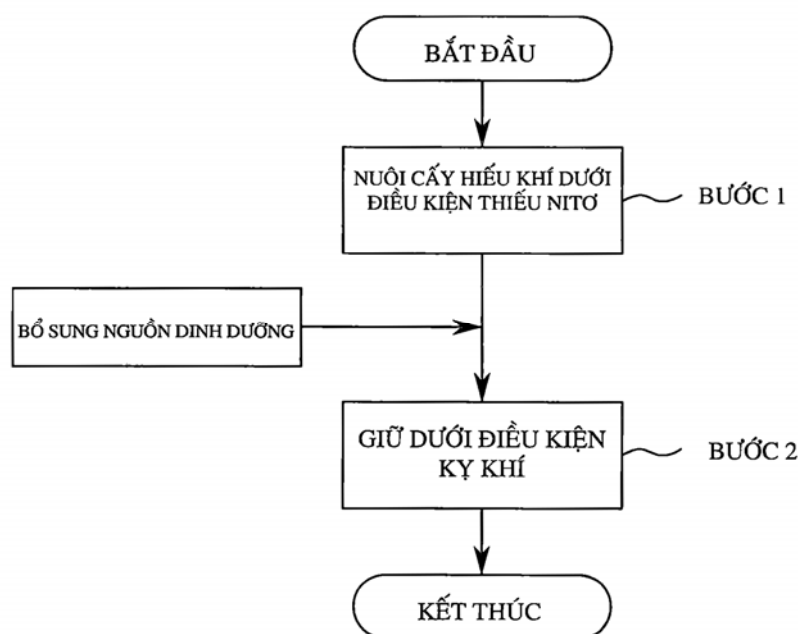 BẮT ĐẦU
NUÔI CẤY HIẾU KHÍ DƯỚI
ĐIỀU KIỆN THIẾU NITƠ
BƯỚC 1
BỔ SUNG NGUỒN DINH DƯỠNG
GIỮ DƯỚI ĐIỀU KIỆN
KỴ KHÍ
BƯỚC 2
KẾT THÚC